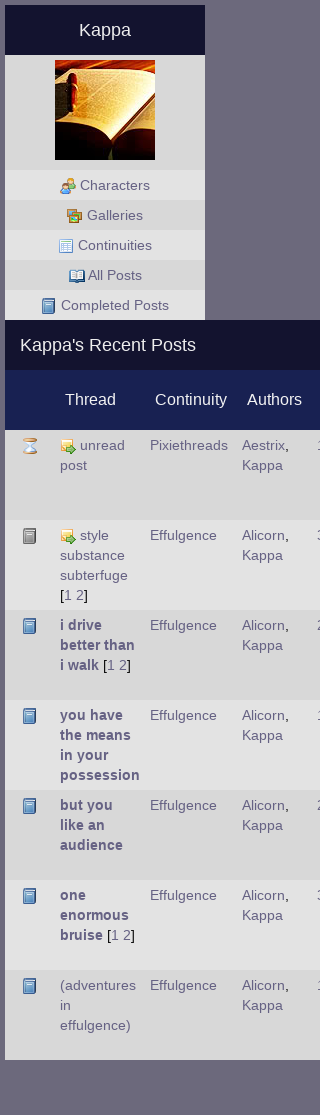 Kappa
Characters
Galleries
Continuities
All Posts
Completed Posts
Kappa's Recent Posts
Thread Continuity Authors
unread Pixiethreads Aestrix,
post Kappa
style Effulgence Alicorn,
substance Kappa
subterfuge
[1 2]
i drive Effulgence Alicorn,
better than Kappa
i walk [1 2]
you have Effulgence Alicorn,
the means Kappa
in your
possession
but you Effulgence Alicorn,
like an Kappa
audience
one Effulgence Alicorn,
enormous Kappa
bruise [1 2]
(adventures Effulgence Alicorn,
in Kappa
effulgence)